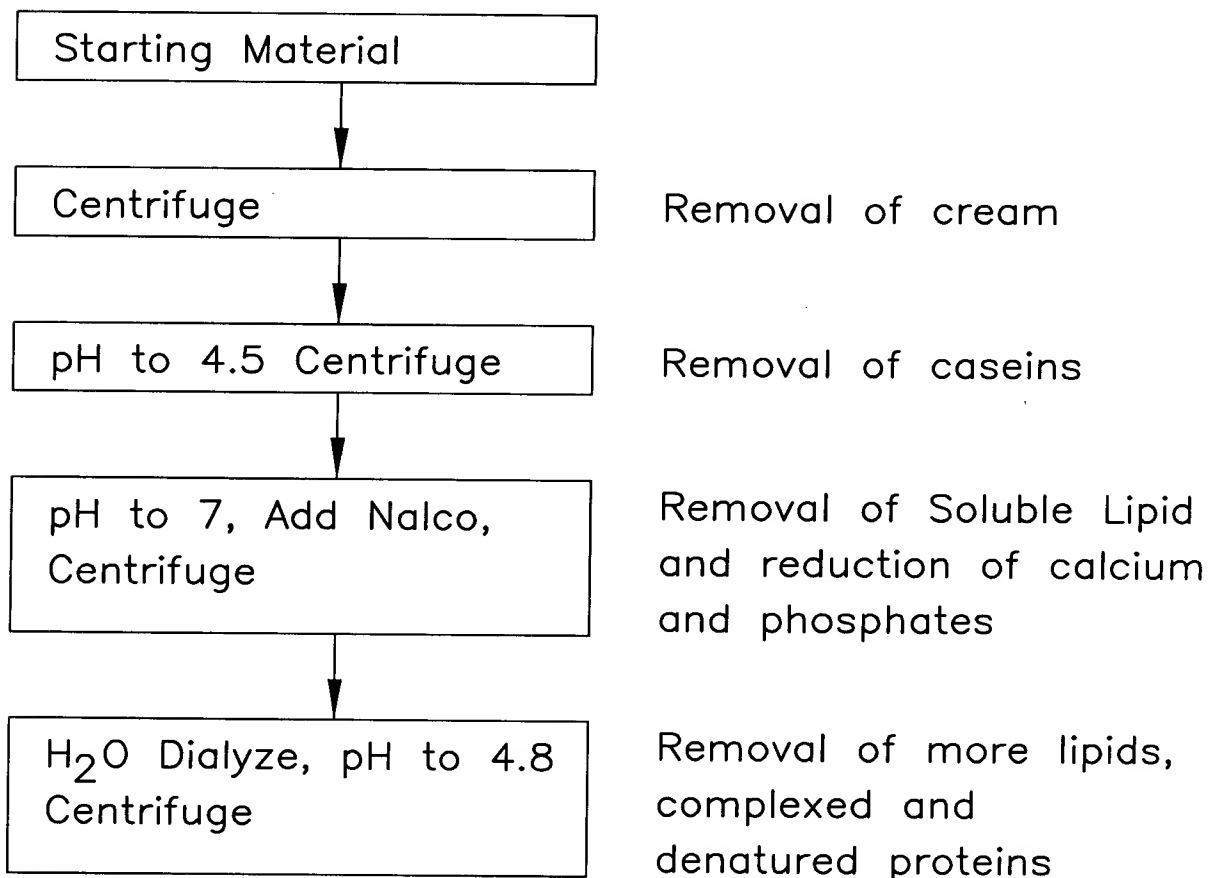 Starting Material
Centrifuge
Removal of cream
pH to 4.5 Centrifuge
Removal of caseins
pH to 7, Add Nalco,
Centrifuge
Removal of Soluble Lipid
and reduction of calcium
and phosphates
H₂O Dialyze, pH to 4.8
Centrifuge
Removal of more lipids,
complexed and
denatured proteins